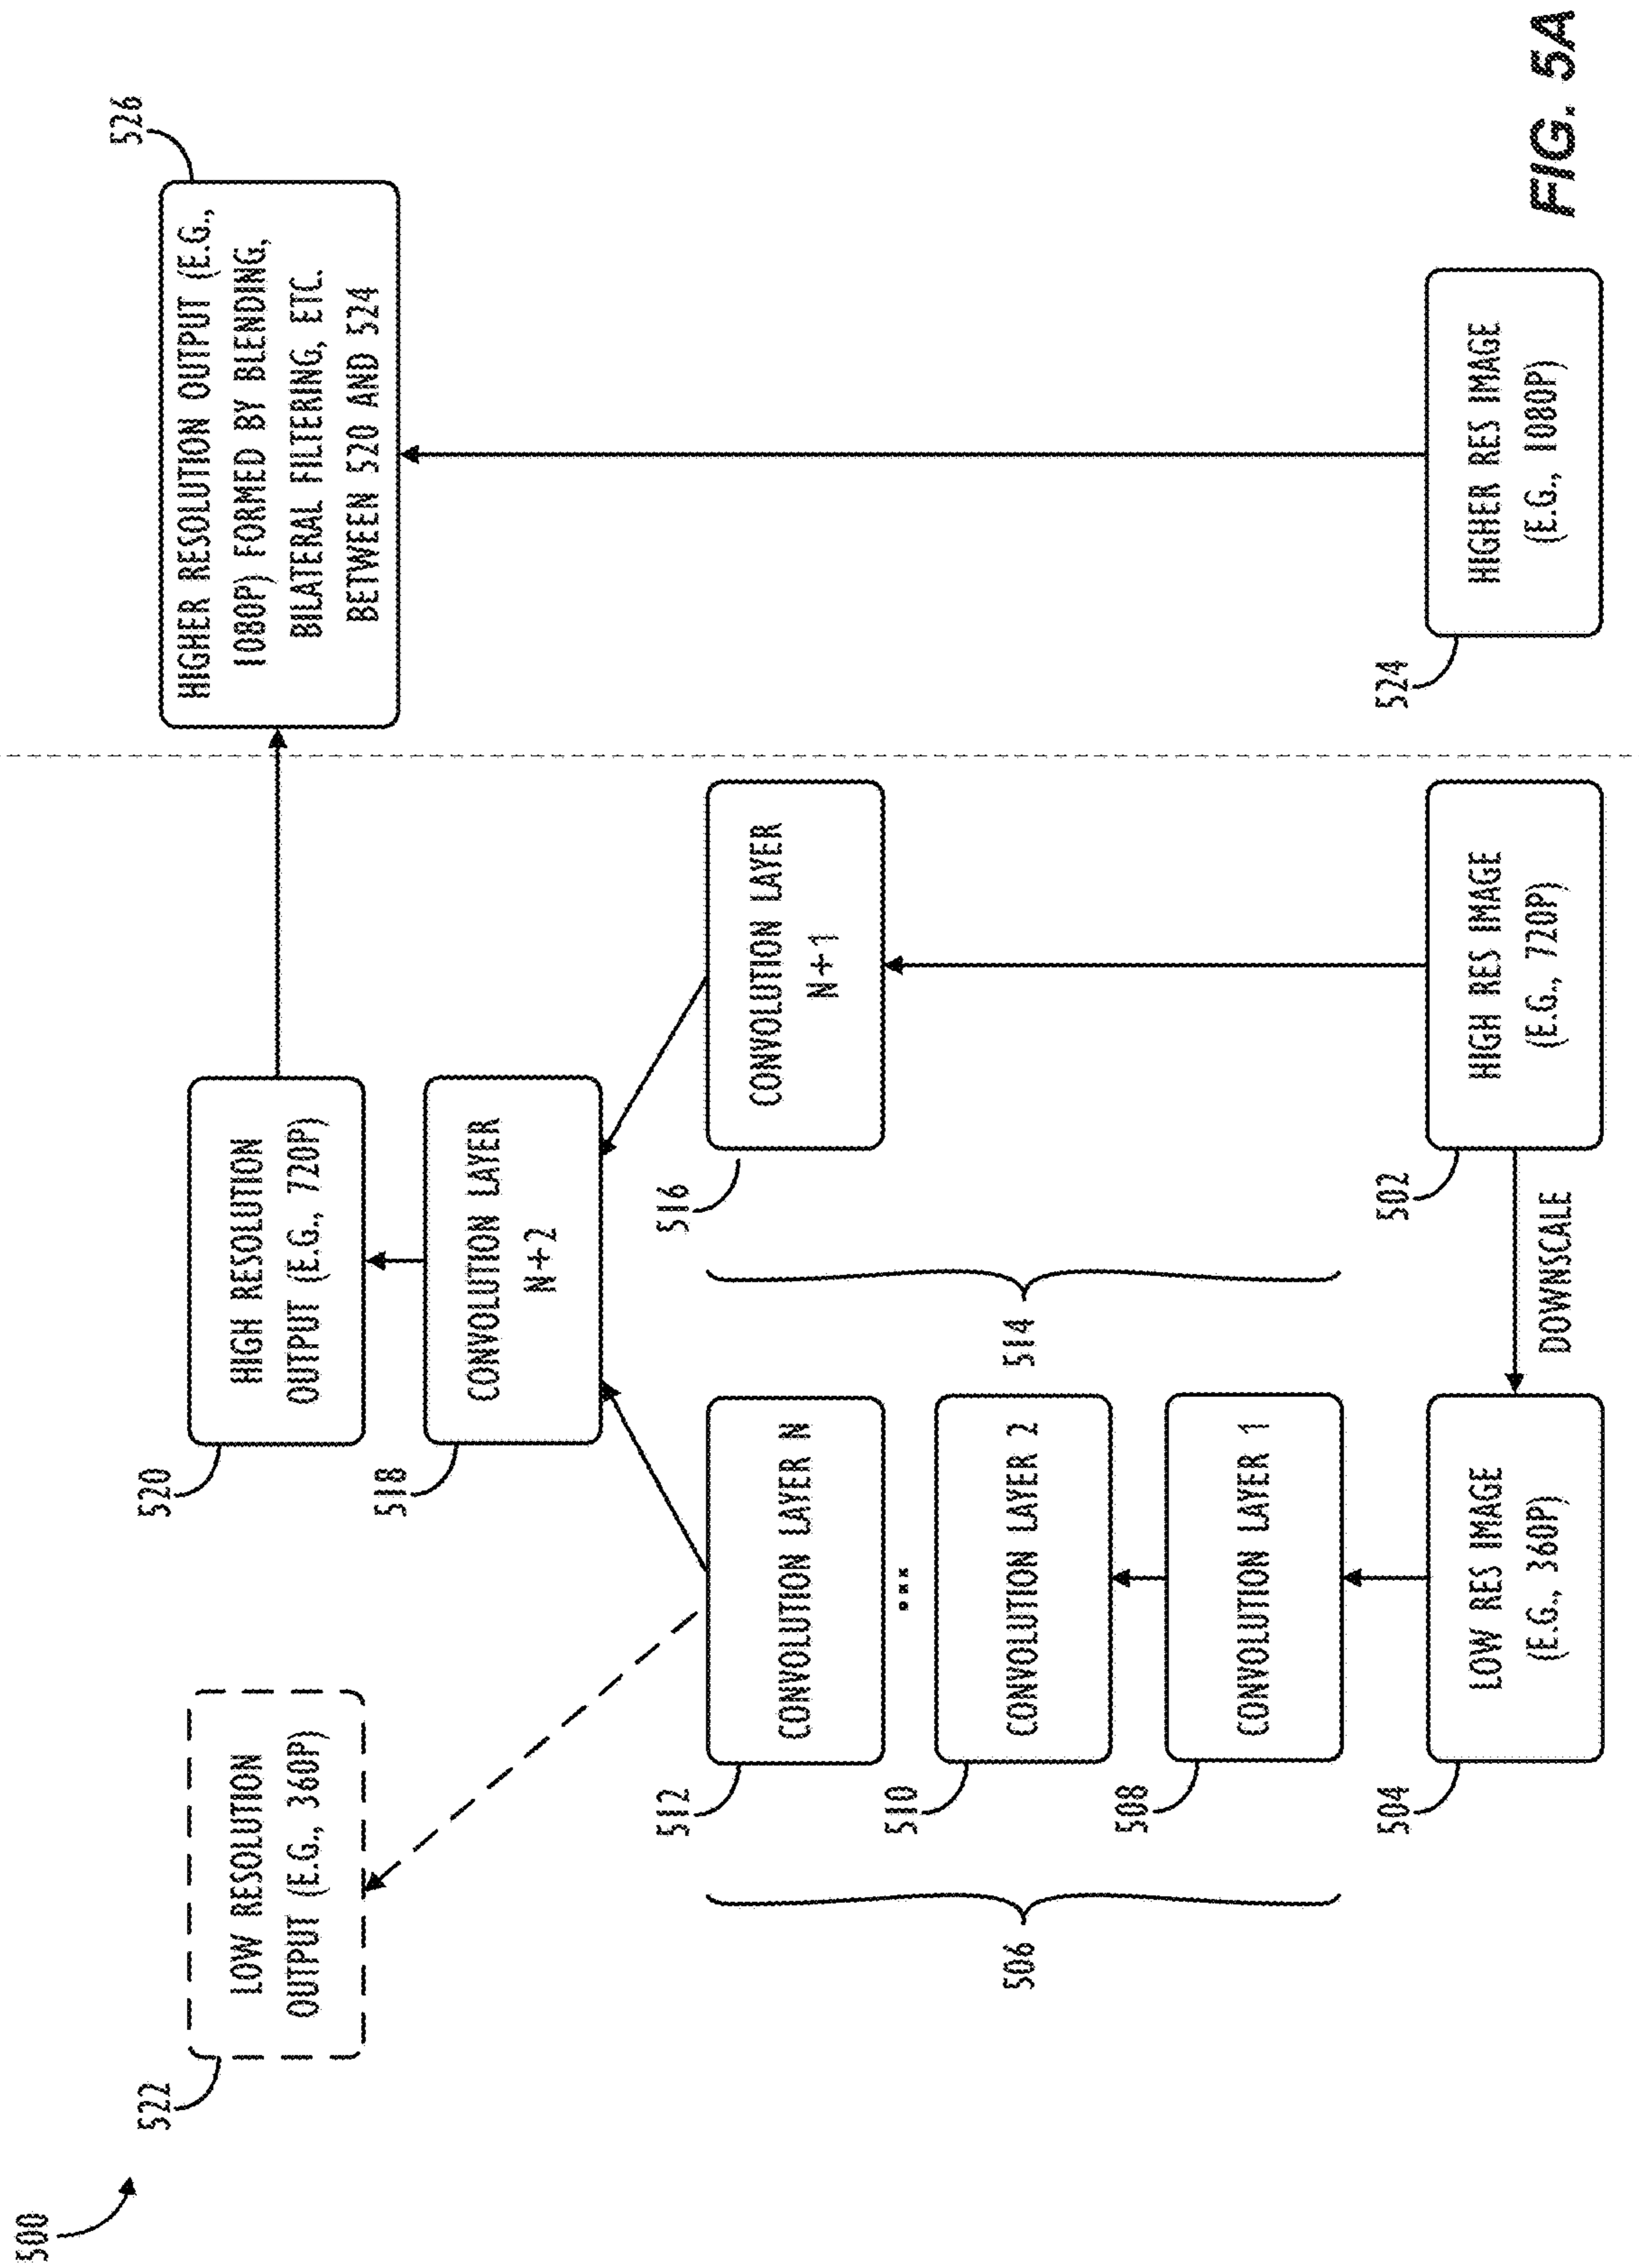 500
522
LOW RESOLUTION
OUTPUT (E.G., 360P)
520
HIGH RESOLUTION
OUTPUT (E.G., 720P)
526
HIGHER RESOLUTION OUTPUT (E.G.,
1080P) FORMED BY BLENDING,
BILATERAL FILTERING, ETC.
BETWEEN 520 AND 524
518
CONVOLUTION LAYER
N+2
512
CONVOLUTION LAYER N
516
CONVOLUTION LAYER
N+1
...
506
510
CONVOLUTION LAYER 2
514
508
CONVOLUTION LAYER 1
504
LOW RES IMAGE
(E.G., 360P)
DOWNSCALE
502
HIGH RES IMAGE
(E.G., 720P)
524
HIGHER RES IMAGE
(E.G., 1080P)
FIG. 5A